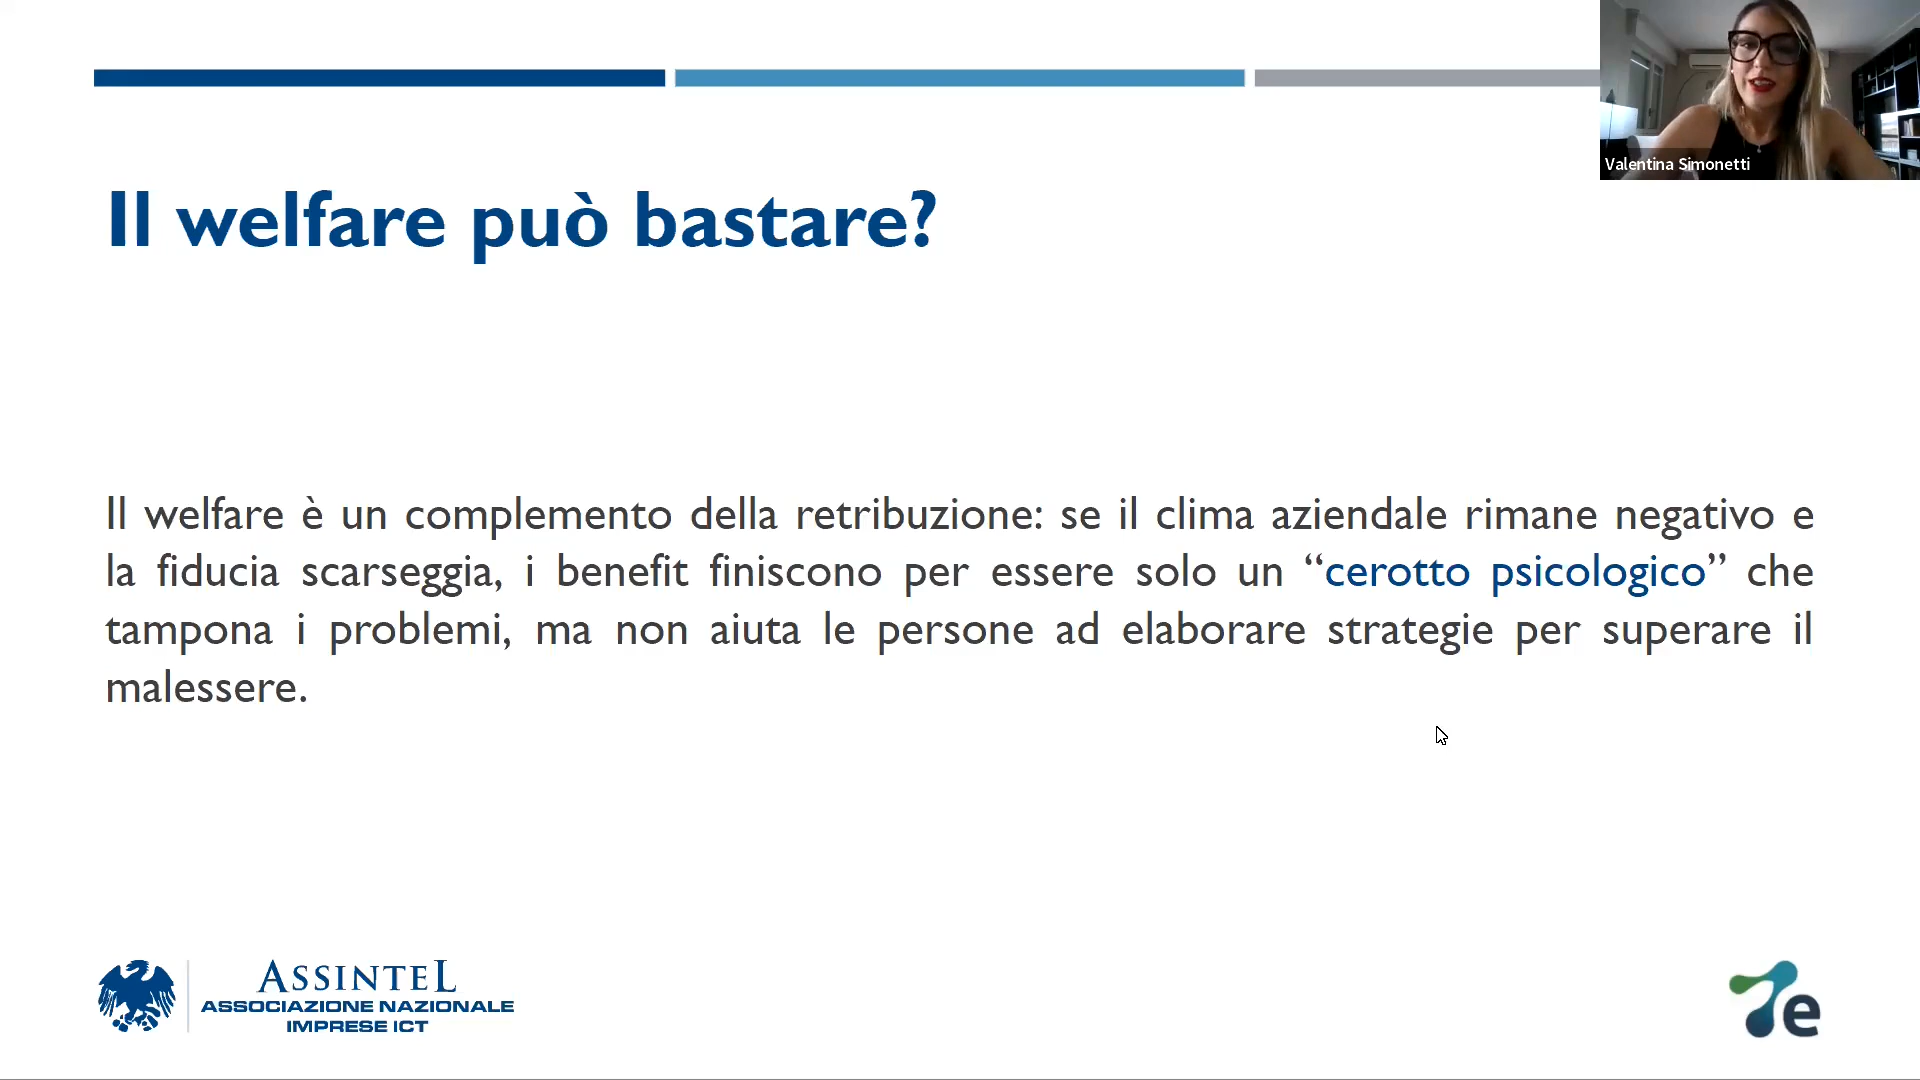 Valentina Simonetti
Il welfare può bastare?
Il welfare è un complemento della retribuzione: se il clima aziendale rimane negativo e
la fiducia scarseggia, i benefit finiscono per essere solo un “cerotto psicologico” che
tampona i problemi, ma non aiuta le persone ad elaborare strategie per superare il
malessere.
ASSINTEL
ASSOCIAZIONE NAZIONALE
IMPRESE ICT
e